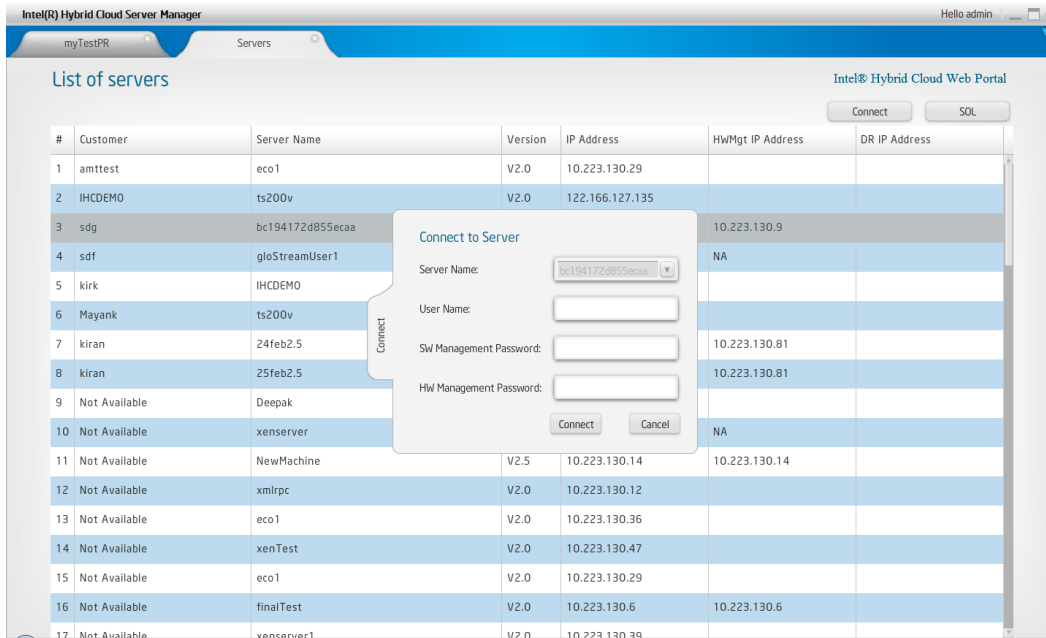 Intel(R) Hybrid Cloud Server Manager Hello admin
myTestPR Servers
List of servers
Intel® Hybrid Cloud Web Portal
Connect SOL
# Customer Server Name Version IP Address HWMgt IP Address DR IP Address
1 amttest eco1 V2.0 10.223.130.29
2 IHCDEMO ts200v V2.0 122.166.127.135
3 sdg bc194172d855ecaa 10.223.130.9
4 sdf gloStreamUser1 NA
5 kirk IHCDEMO
6 Mayank ts200v
7 kiran 24feb2.5 10.223.130.81
8 kiran 25feb2.5 10.223.130.81
9 Not Available Deepak
10 Not Available xenserver NA
11 Not Available NewMachine V2.5 10.223.130.14 10.223.130.14
12 Not Available xmlrpc V2.0 10.223.130.12
13 Not Available eco1 V2.0 10.223.130.36
14 Not Available xenTest V2.0 10.223.130.47
15 Not Available eco1 V2.0 10.223.130.29
16 Not Available finalTest V2.0 10.223.130.6 10.223.130.6
17 Not Available xenserver1 V2.0 10.223.130.39
Connect
Connect to Server
Server Name: bc194172d855ecaa
User Name:
SW Management Password:
HW Management Password:
Connect Cancel